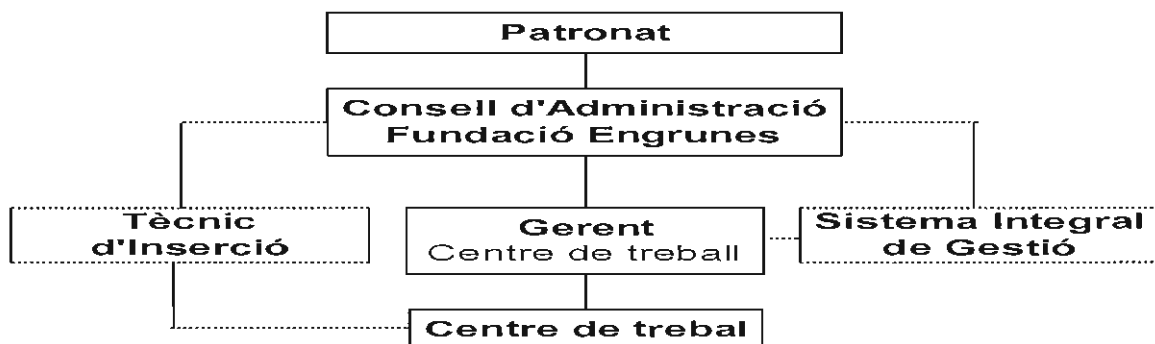 Patronat
Consell d'Administració
Fundació Engrunes
Tècnic
d'Inserció
Gerent
Centre de treball
Sistema Integral
de Gestió
Centre de trebal